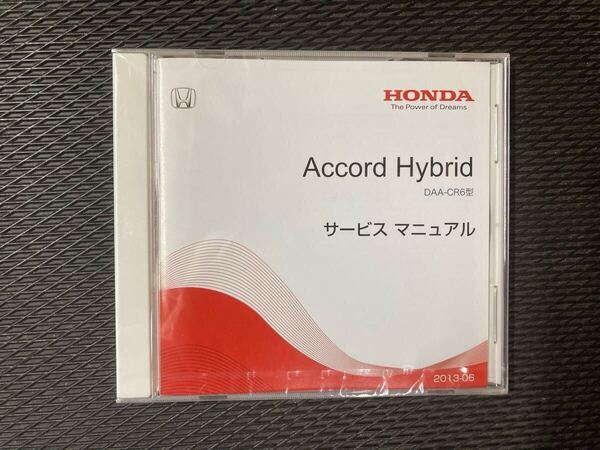 HONDA
The Power of Dreams
Accord Hybrid
DAA-CR6型
サービス マニュアル
2013-06